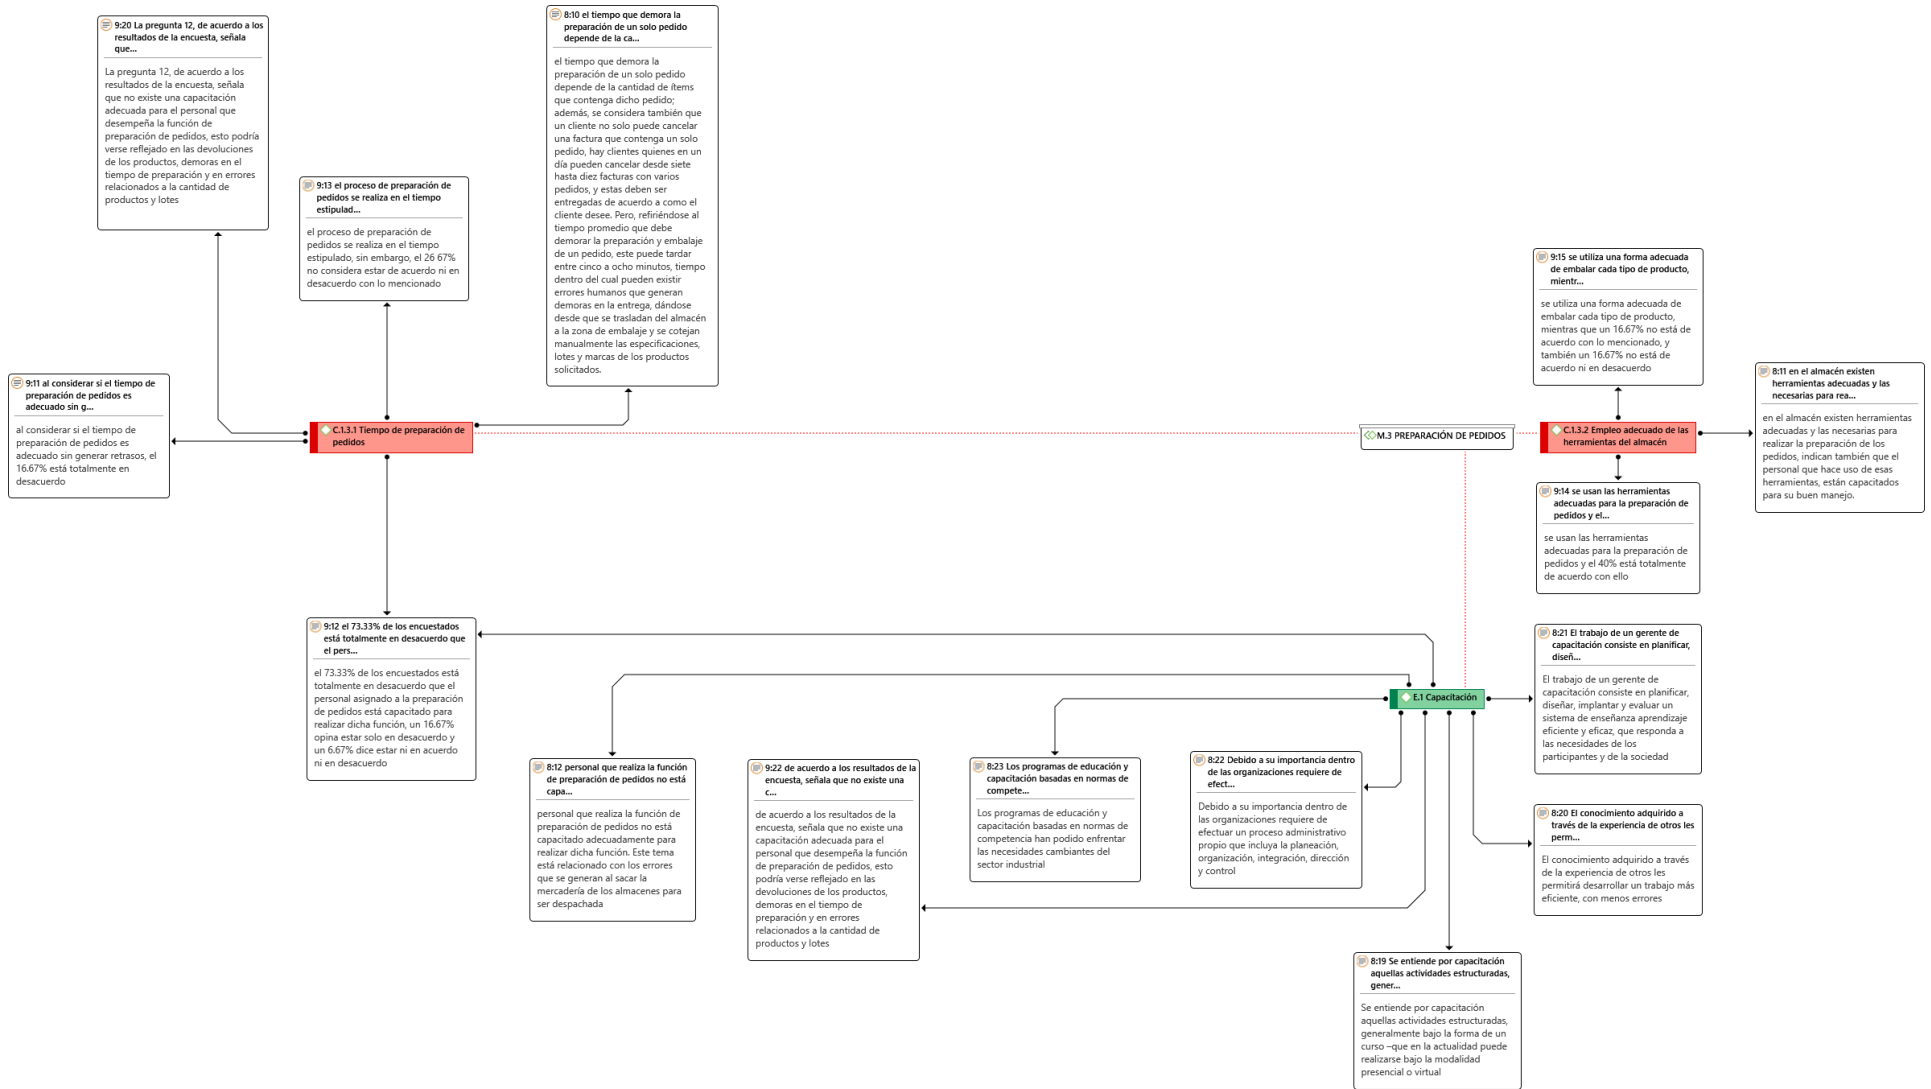 9:20 La pregunta 12, de acuerdo a los
resultados de la encuesta, señala
que...
La pregunta 12, de acuerdo a los
resultados de la encuesta, señala
que no existe una capacitación
adecuada para el personal que
desempeña la función de
preparación de pedidos, esto podría
verse reflejado en las devoluciones
de los productos, demoras en el
tiempo de preparación y en errores
relacionados a la cantidad de
productos y lotes
8:10 el tiempo que demora la
preparación de un solo pedido
depende de la ca...
el tiempo que demora la
preparación de un solo pedido
depende de la cantidad de ítems
que contenga dicho pedido;
además, se considera también que
un cliente no solo puede cancelar
una factura que contenga un solo
pedido, hay clientes quienes en un
día pueden cancelar desde siete
hasta diez facturas con varios
pedidos, y estas deben ser
entregadas de acuerdo a como el
cliente desee. Pero, refiriéndose al
tiempo promedio que debe
demorar la preparación y embalaje
de un pedido, este puede tardar
entre cinco a ocho minutos, tiempo
dentro del cual pueden existir
errores humanos que generan
demoras en la entrega, dándose
desde que se trasladan del almacén
a la zona de embalaje y se cotejan
manualmente las especificaciones,
lotes y marcas de los productos
solicitados.
9:13 el proceso de preparación de
pedidos se realiza en el tiempo
estipulad...
el proceso de preparación de
pedidos se realiza en el tiempo
estipulado, sin embargo, el 26 67%
no considera estar de acuerdo ni en
desacuerdo con lo mencionado
9:15 se utiliza una forma adecuada
de embalar cada tipo de producto,
mientr...
se utiliza una forma adecuada de
embalar cada tipo de producto,
mientras que un 16.67% no está de
acuerdo con lo mencionado, y
también un 16.67% no está de
acuerdo ni en desacuerdo
9:11 al considerar si el tiempo de
preparación de pedidos es
adecuado sin g...
al considerar si el tiempo de
preparación de pedidos es
adecuado sin generar retrasos, el
16.67% está totalmente en
desacuerdo
8:11 en el almacén existen
herramientas adecuadas y las
necesarias para rea...
en el almacén existen herramientas
adecuadas y las necesarias para
realizar la preparación de los
pedidos, indican también que el
personal que hace uso de esas
herramientas, están capacitados
para su buen manejo.
C.1.3.1 Tiempo de preparación de
pedidos
M.3 PREPARACIÓN DE PEDIDOS
C.1.3.2 Empleo adecuado de las
herramientas del almacén
9:14 se usan las herramientas
adecuadas para la preparación de
pedidos y el...
se usan las herramientas
adecuadas para la preparación de
pedidos y el 40% está totalmente
de acuerdo con ello
9:12 el 73.33% de los encuestados
está totalmente en desacuerdo que
el pers...
el 73.33% de los encuestados está
totalmente en desacuerdo que el
personal asignado a la preparación
de pedidos está capacitado para
realizar dicha función, un 16.67%
opina estar solo en desacuerdo y
un 6.67% dice estar ni en acuerdo
ni en desacuerdo
8:21 El trabajo de un gerente de
capacitación consiste en planificar,
diseñ...
El trabajo de un gerente de
capacitación consiste en planificar,
diseñar, implantar y evaluar un
sistema de enseñanza aprendizaje
eficiente y eficaz, que responda a
las necesidades de los
participantes y de la sociedad
E.1 Capacitación
8:12 personal que realiza la función
de preparación de pedidos no está
capa...
personal que realiza la función de
preparación de pedidos no está
capacitado adecuadamente para
realizar dicha función. Este tema
está relacionado con los errores
que se generan al sacar la
mercadería de los almacenes para
ser despachada
9:22 de acuerdo a los resultados de la
encuesta, señala que no existe una
c...
de acuerdo a los resultados de la
encuesta, señala que no existe una
capacitación adecuada para el
personal que desempeña la función
de preparación de pedidos, esto
podría verse reflejado en las
devoluciones de los productos,
demoras en el tiempo de
preparación y en errores
relacionados a la cantidad de
productos y lotes
8:23 Los programas de educación y
capacitación basadas en normas de
compete...
Los programas de educación y
capacitación basadas en normas de
competencia han podido enfrentar
las necesidades cambiantes del
sector industrial
8:22 Debido a su importancia dentro
de las organizaciones requiere de
efect...
Debido a su importancia dentro de
las organizaciones requiere de
efectuar un proceso administrativo
propio que incluya la planeación,
organización, integración, dirección
y control
8:20 El conocimiento adquirido a
través de la experiencia de otros les
perm...
El conocimiento adquirido a través
de la experiencia de otros les
permitirá desarrollar un trabajo más
eficiente, con menos errores
8:19 Se entiende por capacitación
aquellas actividades estructuradas,
gener...
Se entiende por capacitación
aquellas actividades estructuradas,
generalmente bajo la forma de un
curso –que en la actualidad puede
realizarse bajo la modalidad
presencial o virtual